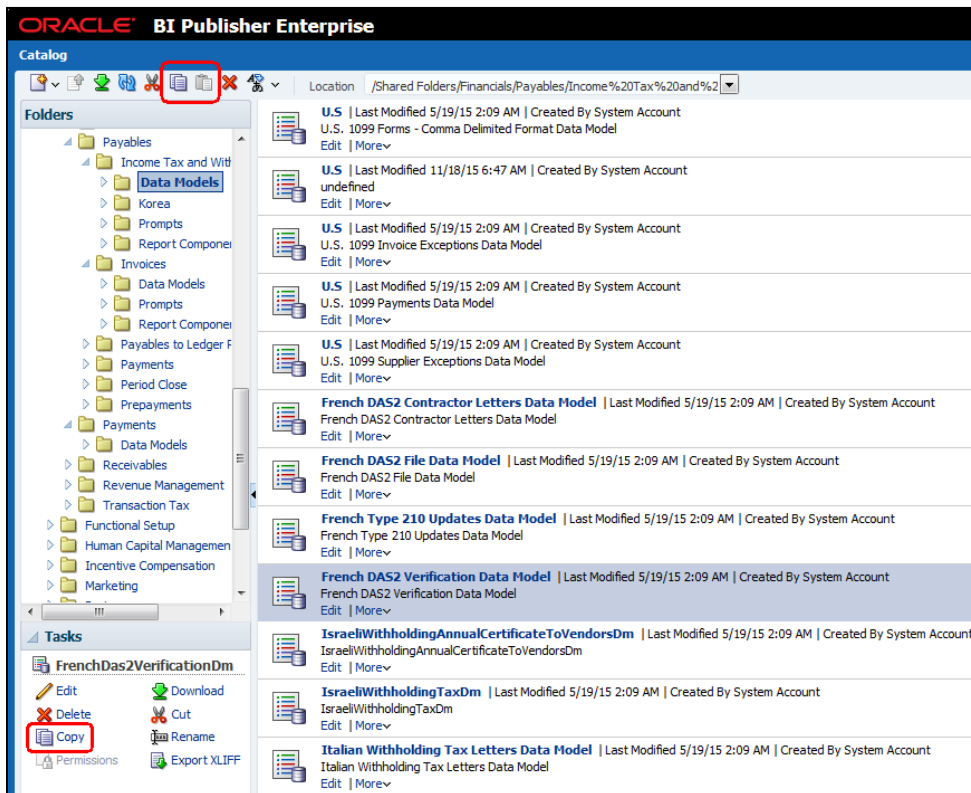 ORACLE BI Publisher Enterprise
Catalog
Location /Shared Folders/Financials/Payables/Income%20Tax%20and%2
Folders
Payables
Income Tax and With
Data Models
Korea
Prompts
Report Componer
Invoices
Data Models
Prompts
Report Componer
Payables to Ledger R
Payments
Period Close
Prepayments
Payments
Data Models
Receivables
Revenue Management
Transaction Tax
Functional Setup
Human Capital Managemen
Incentive Compensation
Marketing
Tasks
FrenchDas2VerificationDm
Edit Download
Delete Cut
Copy Rename
Permissions Export XLIFF
U.S | Last Modified 5/19/15 2:09 AM | Created By System Account
U.S. 1099 Forms - Comma Delimited Format Data Model
Edit | More
U.S | Last Modified 11/18/15 6:47 AM | Created By System Account
undefined
Edit | More
U.S | Last Modified 5/19/15 2:09 AM | Created By System Account
U.S. 1099 Invoice Exceptions Data Model
Edit | More
U.S | Last Modified 5/19/15 2:09 AM | Created By System Account
U.S. 1099 Payments Data Model
Edit | More
U.S | Last Modified 5/19/15 2:09 AM | Created By System Account
U.S. 1099 Supplier Exceptions Data Model
Edit | More
French DAS2 Contractor Letters Data Model | Last Modified 5/19/15 2:09 AM | Created By System Account
French DAS2 Contractor Letters Data Model
Edit | More
French DAS2 File Data Model | Last Modified 5/19/15 2:09 AM | Created By System Account
French DAS2 File Data Model
Edit | More
French Type 210 Updates Data Model | Last Modified 5/19/15 2:09 AM | Created By System Account
French Type 210 Updates Data Model
Edit | More
French DAS2 Verification Data Model | Last Modified 5/19/15 2:09 AM | Created By System Account
French DAS2 Verification Data Model
Edit | More
IsraeliWithholdingAnnualCertificateToVendorsDm | Last Modified 5/19/15 2:09 AM | Created By System Account
IsraeliWithholdingAnnualCertificateToVendorsDm
Edit | More
IsraeliWithholdingTaxDm | Last Modified 5/19/15 2:09 AM | Created By System Account
IsraeliWithholdingTaxDm
Edit | More
Italian Withholding Tax Letters Data Model | Last Modified 5/19/15 2:09 AM | Created By System Account
Italian Withholding Tax Letters Data Model
Edit | More